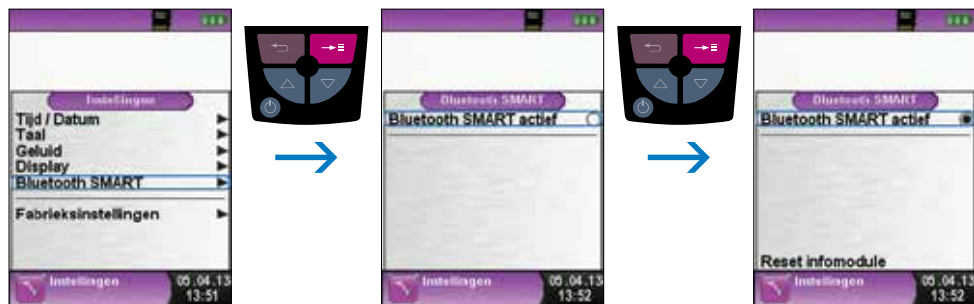 Instellingen
Tijd / Datum
Taal
Geluid
Display
Bluetooth SMART
Fabrieksinstellingen
Instellingen
05.04.13
13:51
Bluetooth SMART
Bluetooth SMART actief
Instellingen
05.04.13
13:52
Bluetooth SMART
Bluetooth SMART actief
Reset infomodule
Instellingen
05.04.13
13:52